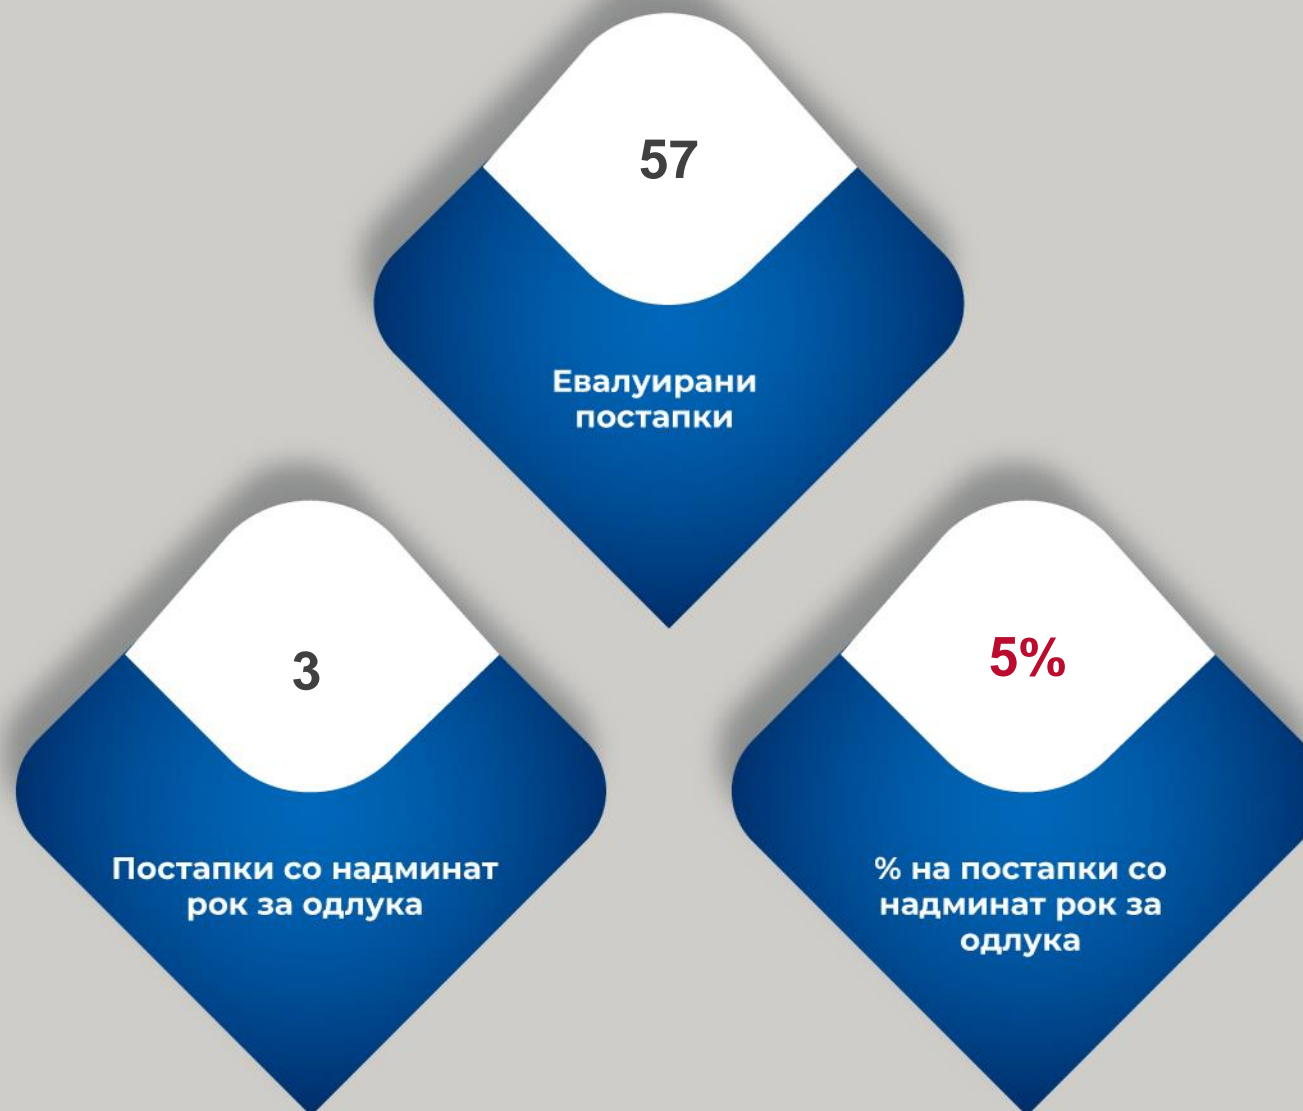 57
Евалуирани
постапки
3
Постапки со надминат
рок за одлука
5%
% на постапки со
надминат рок за
одлука